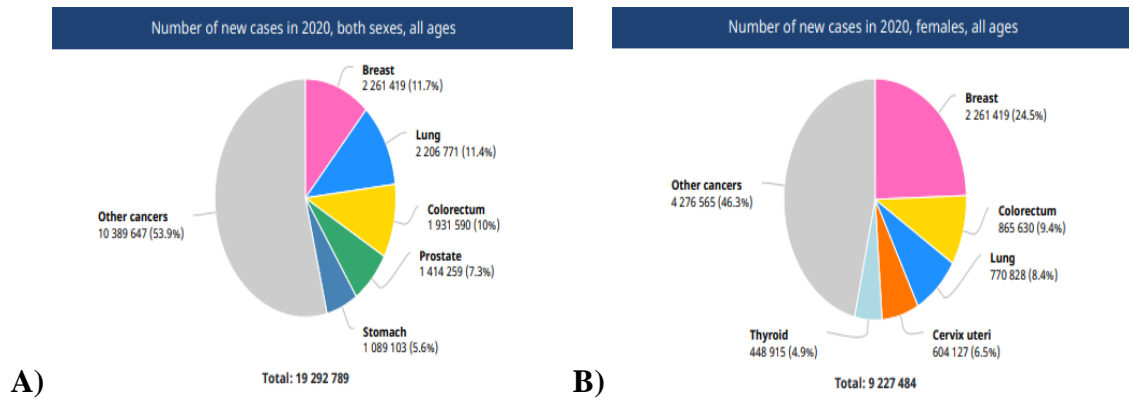 Number of new cases in 2020, both sexes, all ages
Breast
2 261 419 (11.7%)
Lung
2 206 771 (11.4%)
Colorectum
1 931 590 (10%)
Prostate
1 414 259 (7.3%)
Stomach
1 089 103 (5.6%)
Other cancers
10 389 647 (53.9%)
Total: 19 292 789
A)
Number of new cases in 2020, females, all ages
Breast
2 261 419 (24.5%)
Colorectum
865 630 (9.4%)
Lung
770 828 (8.4%)
Cervix uteri
604 127 (6.5%)
Thyroid
448 915 (4.9%)
Other cancers
4 276 565 (46.3%)
Total: 9 227 484
B)